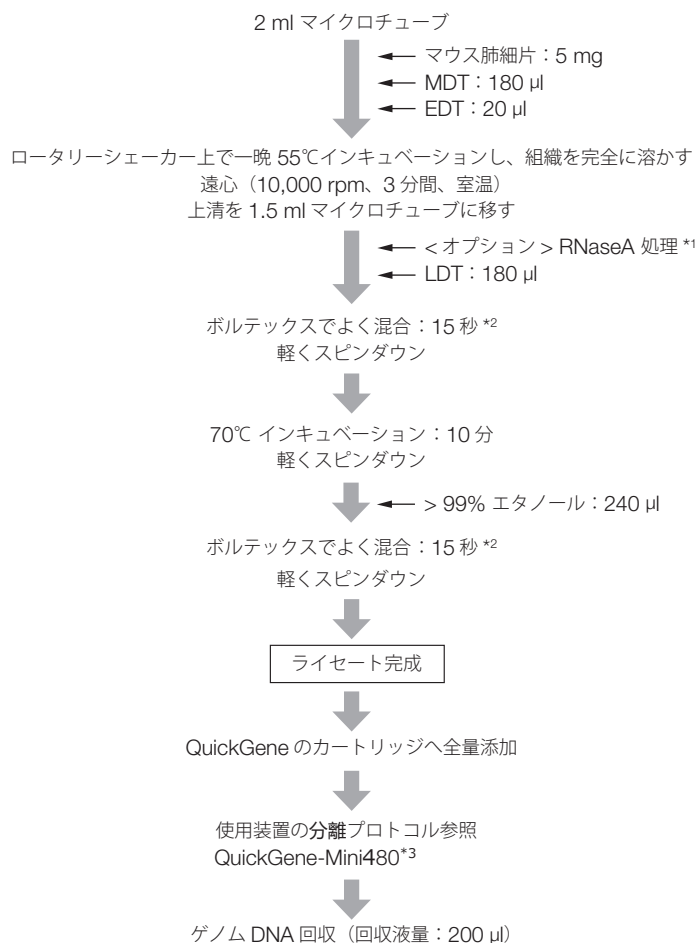 2 ml マイクロチューブ
マウス肺細片：5 mg
MDT：180 µl
EDT：20 µl
ロータリーシェーカー上で一晩 55℃インキュベーションし、組織を完全に溶かす
遠心（10,000 rpm、3 分間、室温）
上清を 1.5 ml マイクロチューブに移す
< オプション > RNaseA 処理 *1
LDT：180 µl
ボルテックスでよく混合：15 秒 *2
軽くスピンダウン
70℃ インキュベーション：10 分
軽くスピンダウン
> 99% エタノール：240 µl
ボルテックスでよく混合：15 秒 *2
軽くスピンダウン
ライセート完成
QuickGene のカートリッジへ全量添加
使用装置の分離プロトコル参照
QuickGene-Mini480*3
ゲノム DNA 回収（回収液量：200 µl）